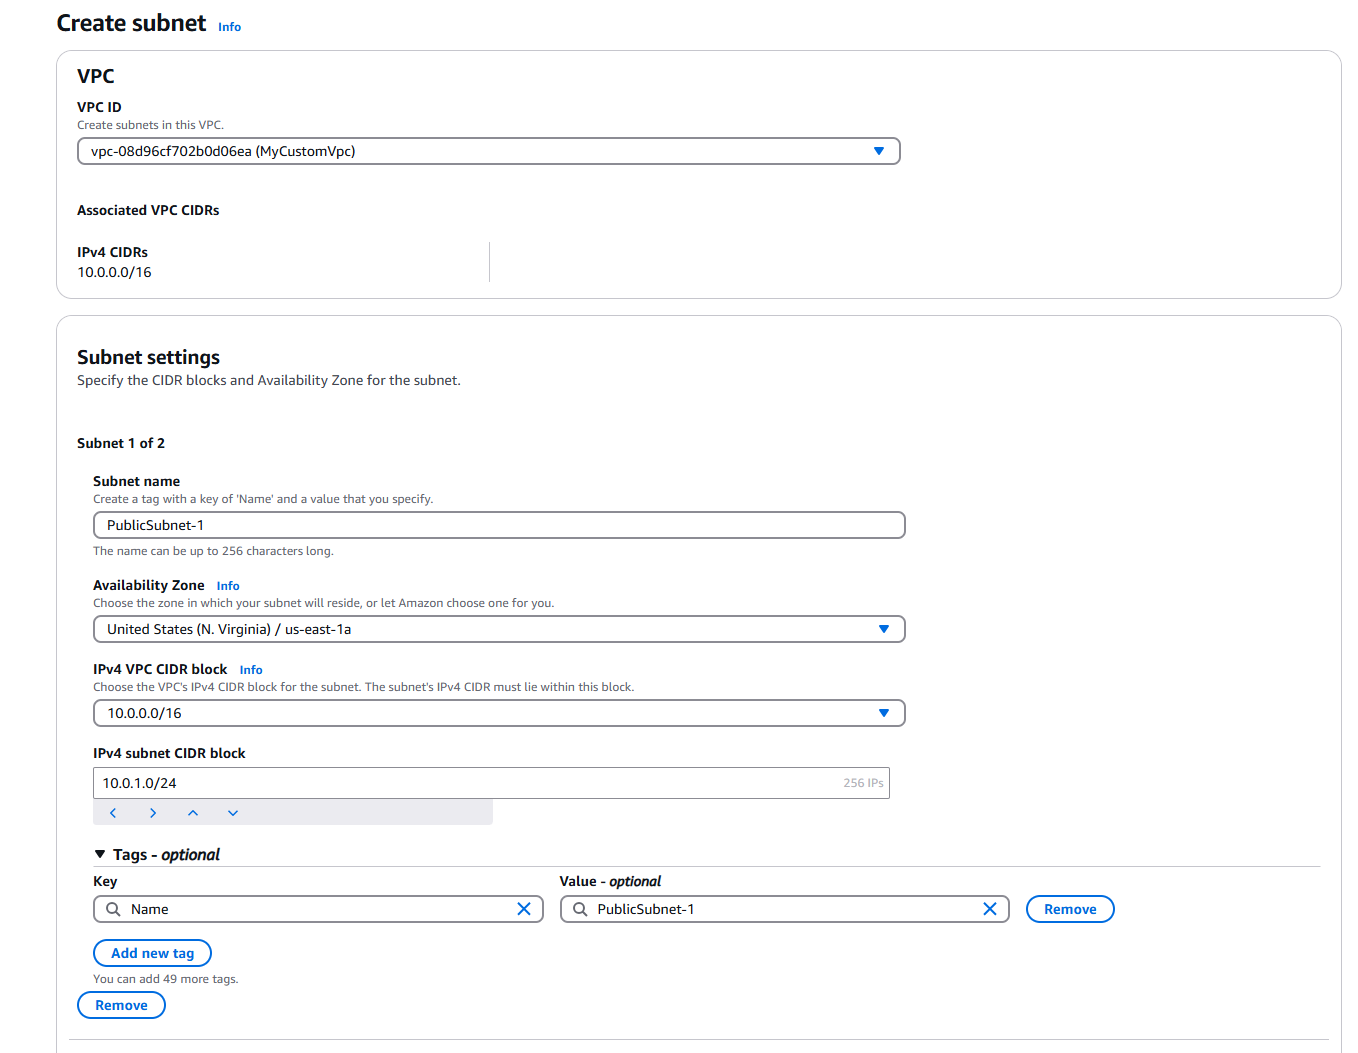 Create subnet Info
VPC
VPC ID
Create subnets in this VPC.
vpc-08d96cf702b0d06ea (MyCustomVpc)
Associated VPC CIDRs
IPv4 CIDRs
10.0.0.0/16
Subnet settings
Specify the CIDR blocks and Availability Zone for the subnet.
Subnet 1 of 2
Subnet name
Create a tag with a key of 'Name' and a value that you specify.
PublicSubnet-1
The name can be up to 256 characters long.
Availability Zone Info
Choose the zone in which your subnet will reside, or let Amazon choose one for you.
United States (N. Virginia) / us-east-1a
IPv4 VPC CIDR block Info
Choose the VPC's IPv4 CIDR block for the subnet. The subnet's IPv4 CIDR must lie within this block.
10.0.0.0/16
IPv4 subnet CIDR block
10.0.1.0/24 256 IPs
Tags - optional
Key Value - optional
Name PublicSubnet-1 Remove
Add new tag
You can add 49 more tags.
Remove